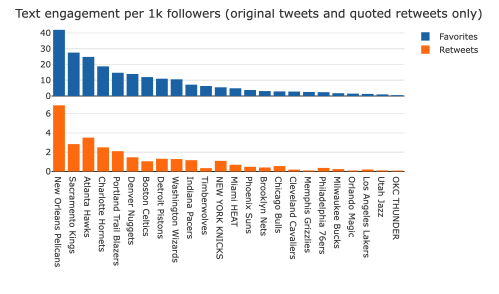 Text engagement per 1k followers (original tweets and quoted retweets only)
Favorites
Retweets
40
30
20
10
0
6
4
2
0
New Orleans Pelicans
Sacramento Kings
Atlanta Hawks
Charlotte Hornets
Portland Trail Blazers
Denver Nuggets
Boston Celtics
Detroit Pistons
Washington Wizards
Indiana Pacers
Timberwolves
NEW YORK KNICKS
Miami HEAT
Phoenix Suns
Brooklyn Nets
Chicago Bulls
Cleveland Cavaliers
Memphis Grizzlies
Philadelphia 76ers
Milwaukee Bucks
Orlando Magic
Los Angeles Lakers
Utah Jazz
OKC THUNDER